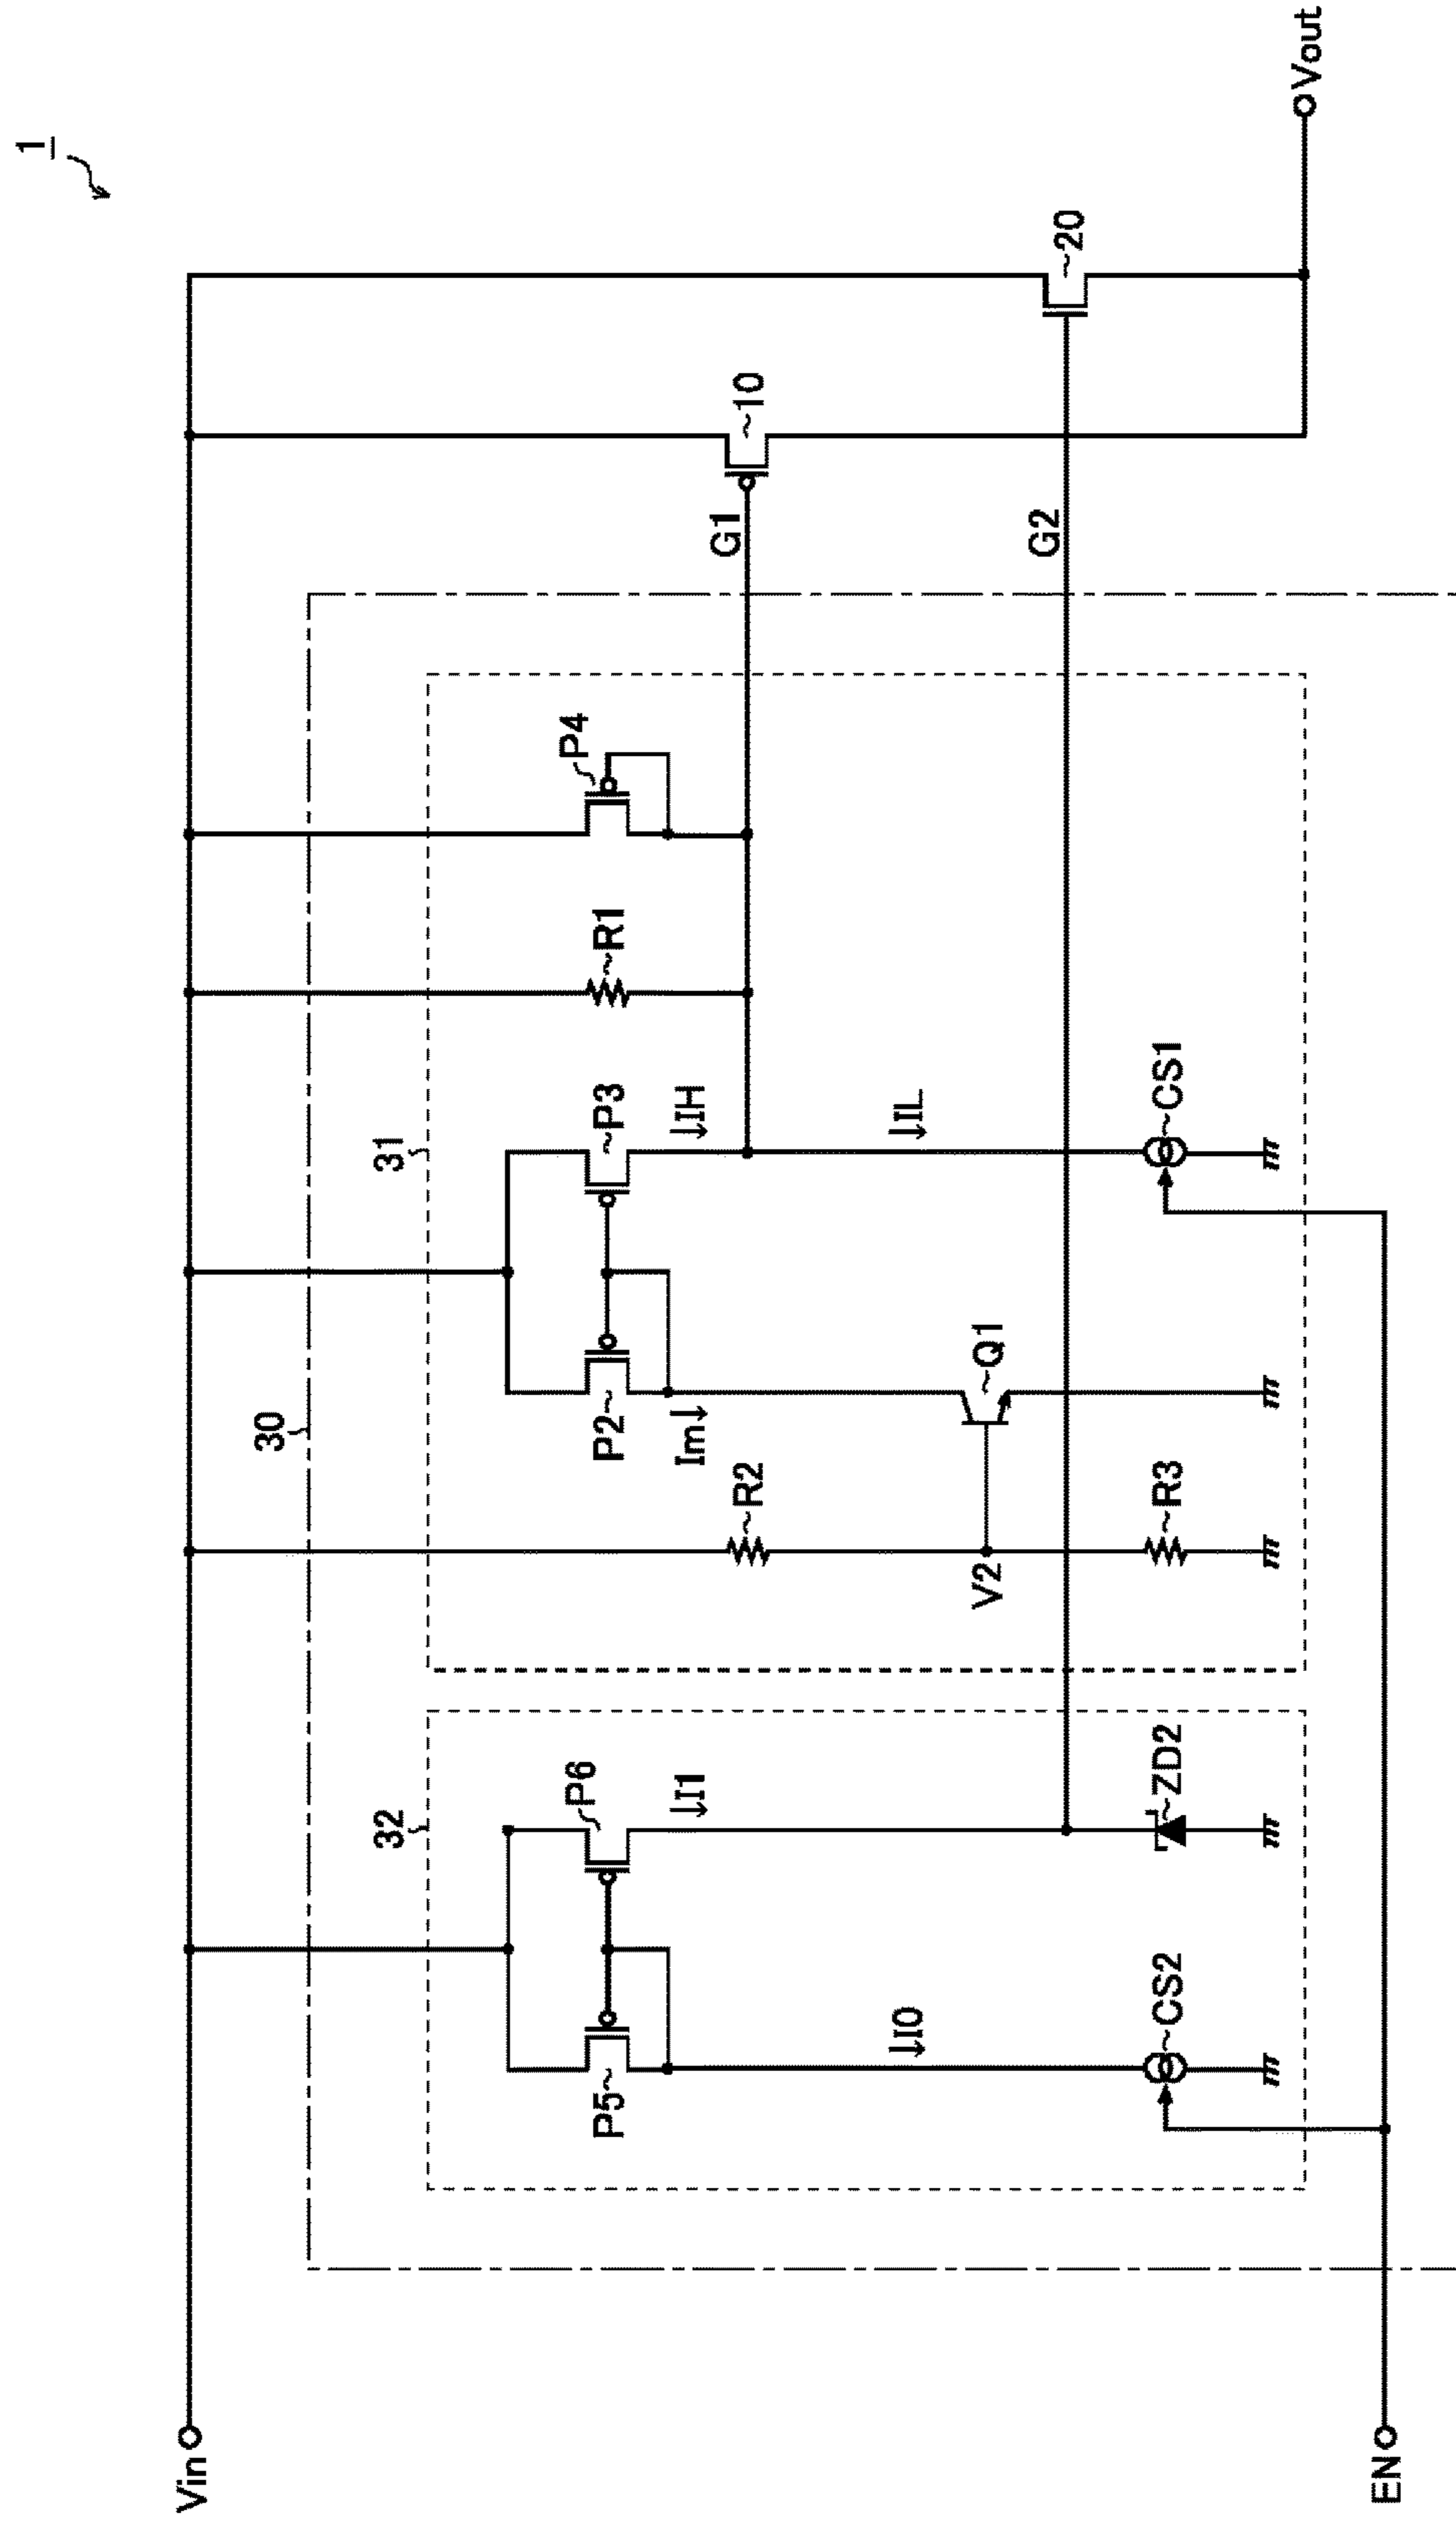 1
Vin
30
31
32
P5
P6
P2
P3
R1
P4
I1
Im
IH
R2
G1
10
I0
IL
V2
Q1
G2
20
CS2
ZD2
R3
CS1
Vout
EN